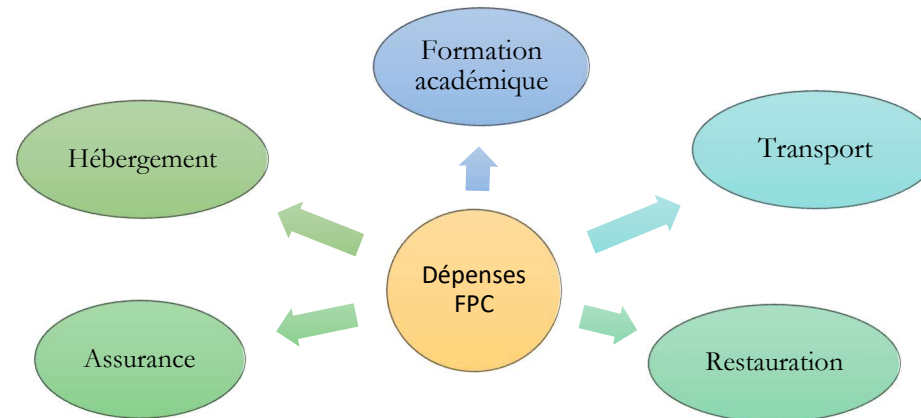 Formation
académique
Hébergement
Transport
Dépenses
FPC
Assurance
Restauration